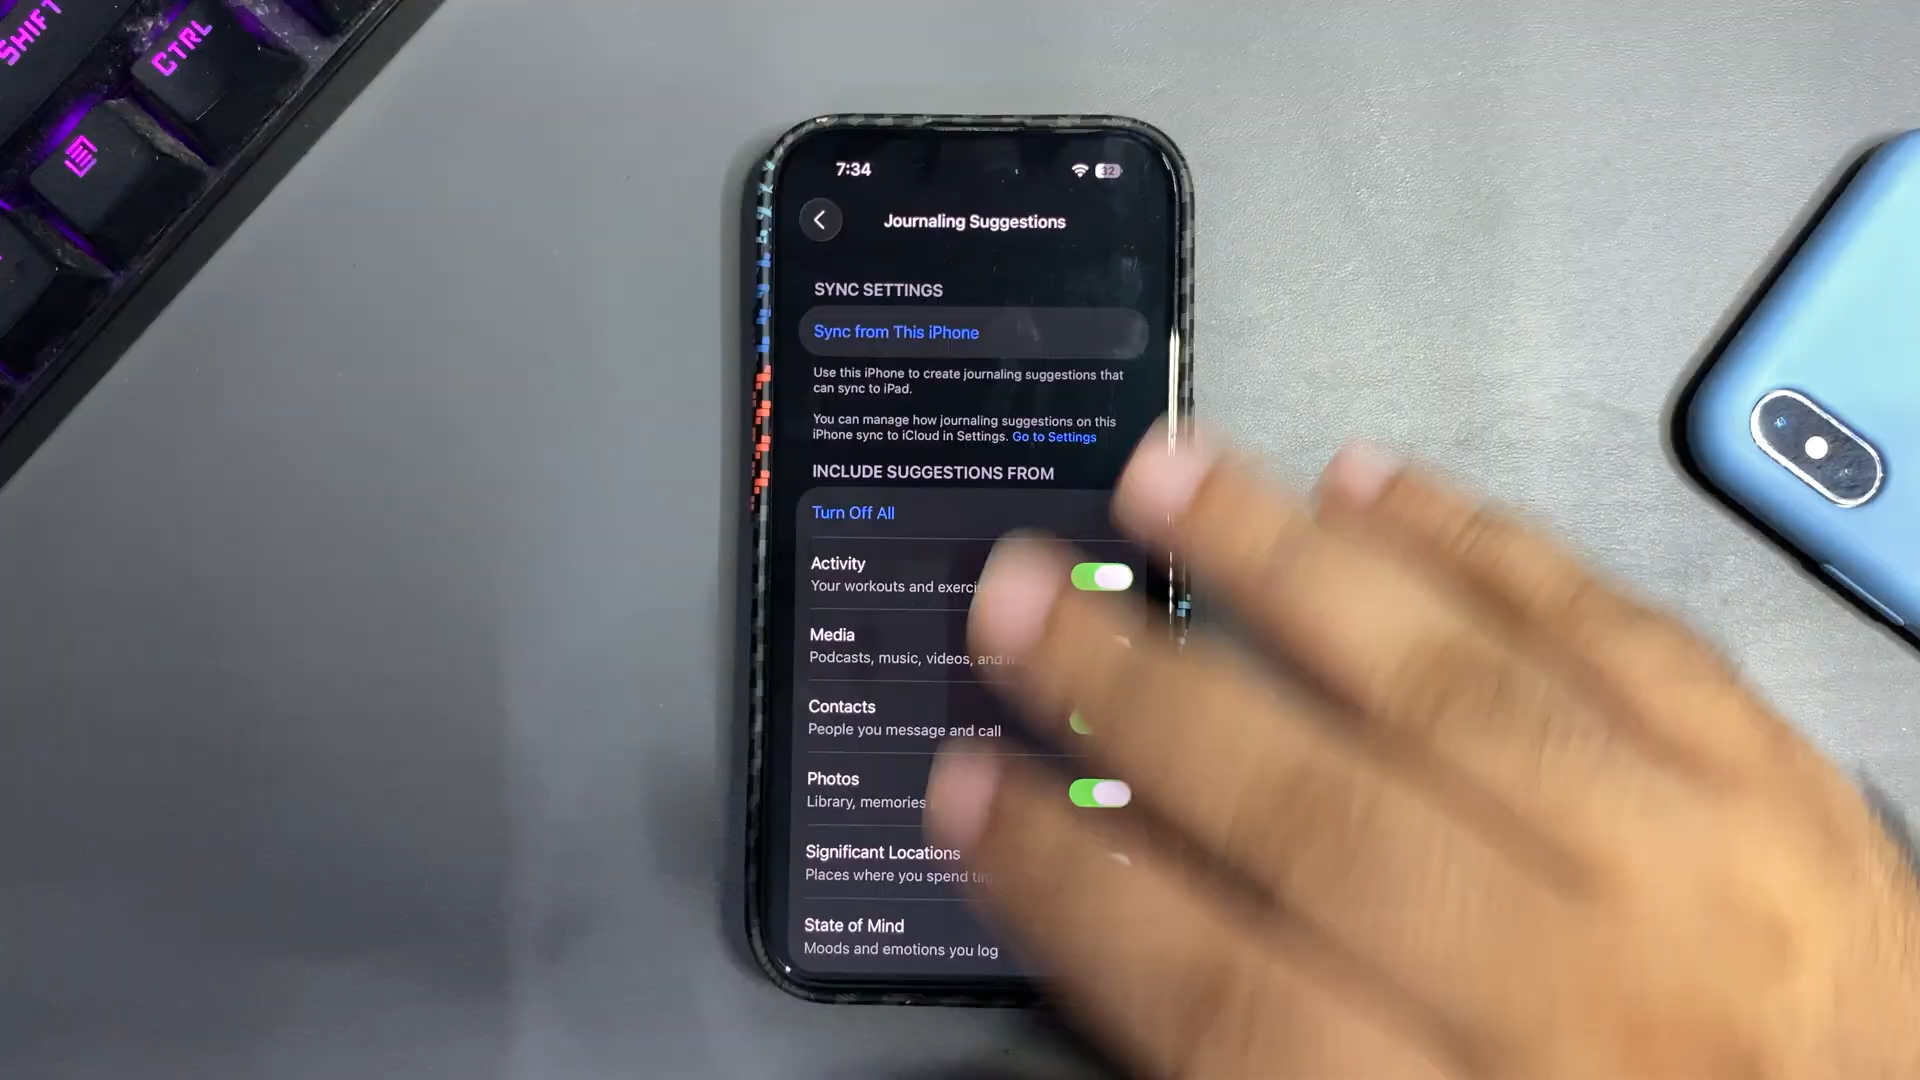 SHIFT
CTRL
7:34
32
Journaling Suggestions
SYNC SETTINGS
Sync from This iPhone
Use this iPhone to create journaling suggestions that
can sync to iPad.
You can manage how journaling suggestions on this
iPhone sync to iCloud in Settings. Go to Settings
INCLUDE SUGGESTIONS FROM
Turn Off All
Activity
Your workouts and
Media
Podcasts, music, videos, and
Contacts
People you message and call
Photos
Library, memories
Significant Locations
Places where you spend
State of Mind
Moods and emotions you log